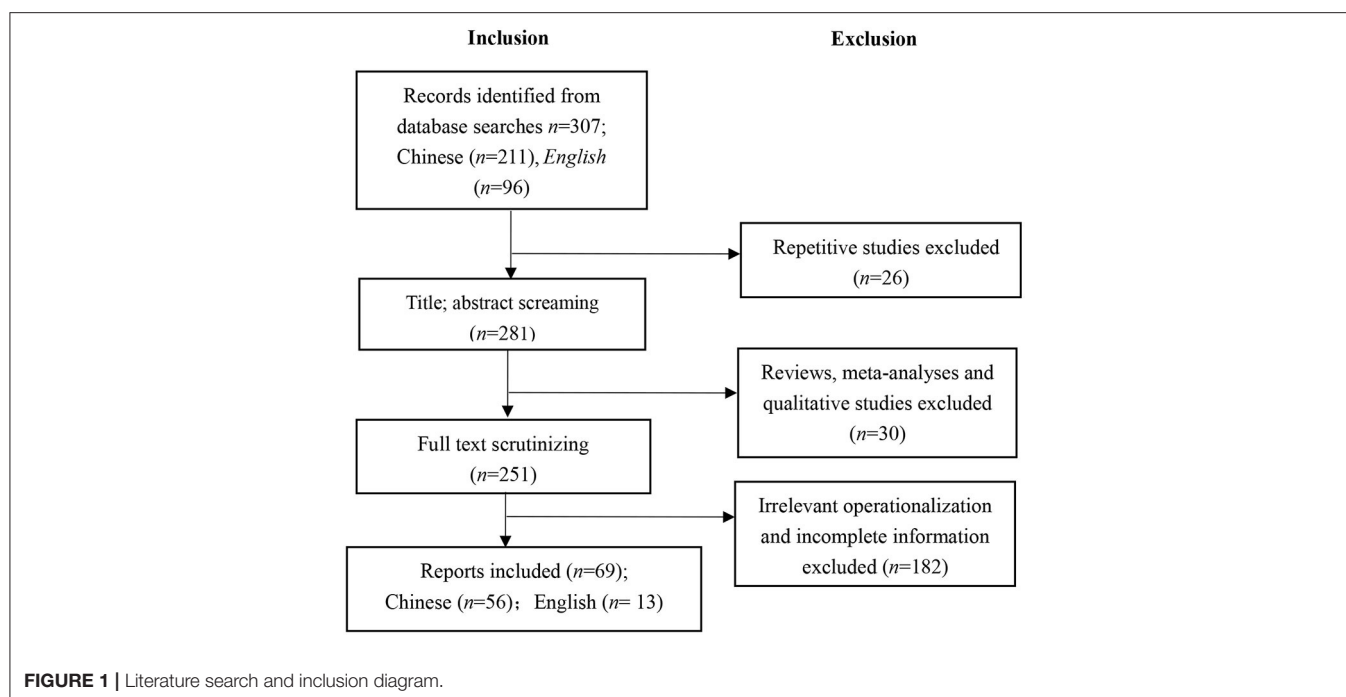 Inclusion
Exclusion
Records identified from
database searches n=307;
Chinese (n=211), English
(n=96)
Repetitive studies excluded
(n=26)
Title; abstract screaming
(n=281)
Reviews, meta-analyses and
qualitative studies excluded
(n=30)
Full text scrutinizing
(n=251)
Irrelevant operationalization
and incomplete information
excluded (n=182)
Reports included (n=69);
Chinese (n=56)；English (n= 13)
FIGURE 1 | Literature search and inclusion diagram.